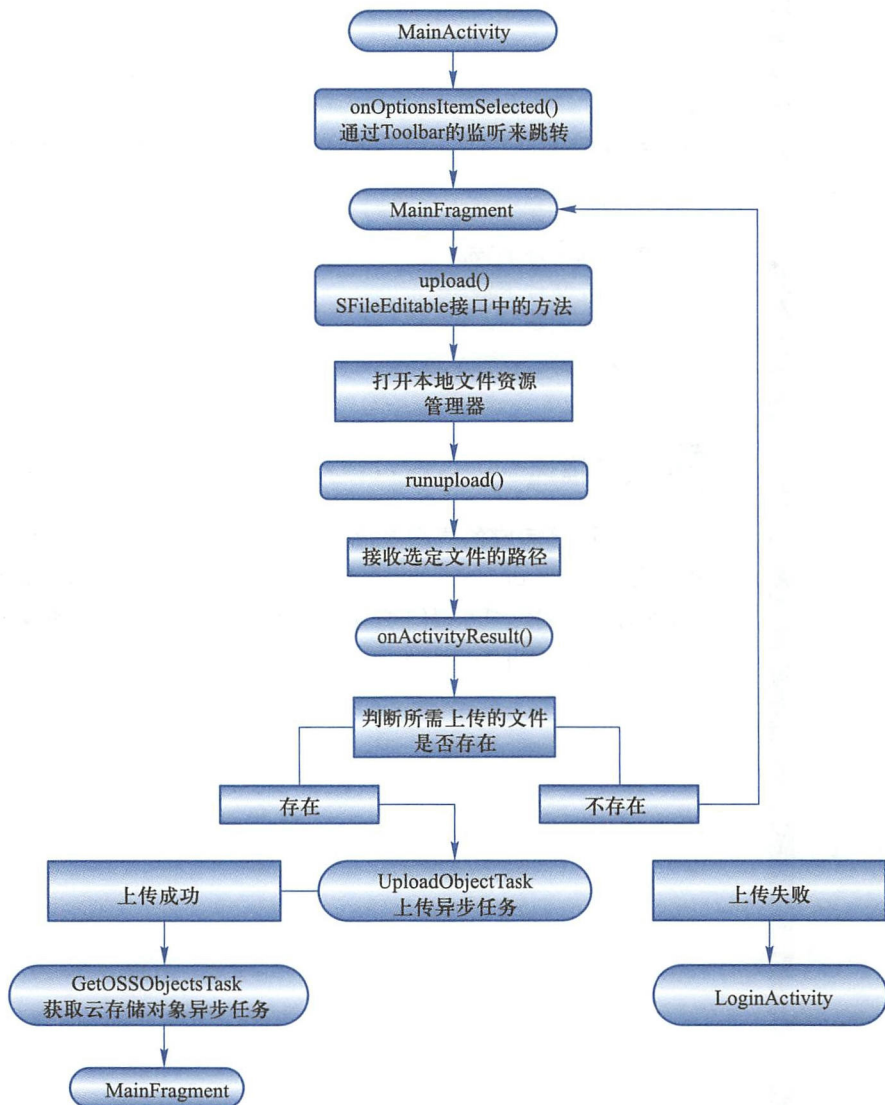 MainActivity
onOptionsItemSelected()
通过Toolbar的监听来跳转
MainFragment
upload()
SFileEditable接口中的方法
打开本地文件资源
管理器
runupload()
接收选定文件的路径
onActivityResult()
判断所需上传的文件
是否存在
存在
不存在
上传成功
UploadObjectTask
上传异步任务
上传失败
GetOSSObjectsTask
获取云存储对象异步任务
LoginActivity
MainFragment